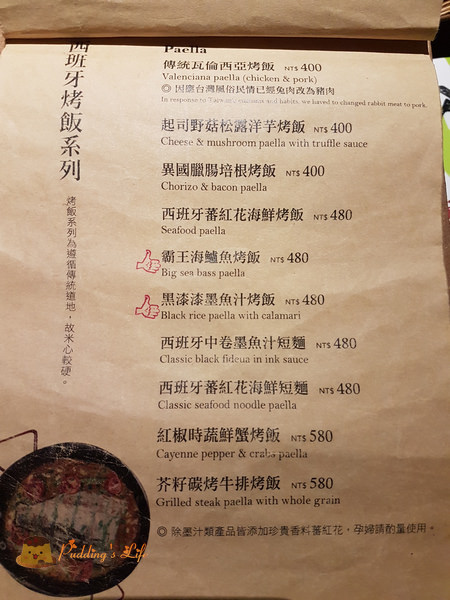 西班牙烤飯系列
烤飯系列為遵循傳統道地，故米心較硬。
Paella
傳統瓦倫西亞烤飯 NT$ 400
Valenciana paella (chicken & pork)
◎ 因應台灣風俗民情已經兔肉改為豬肉
In response to Taiwan's customs and habits, we haved to changed rabbit meat to pork.
起司野菇松露洋芋烤飯 NT$ 400
Cheese & mushroom paella with truffle sauce
異國臘腸培根烤飯 NT$ 400
Chorizo & bacon paella
西班牙蕃紅花海鮮烤飯 NT$ 480
Seafood paella
霸王海鱸魚烤飯 NT$ 480
Big sea bass paella
黑漆漆墨魚汁烤飯 NT$ 480
Black rice paella with calamari
西班牙中卷墨魚汁短麵 NT$ 480
Classic black fideua in ink sauce
西班牙蕃紅花海鮮短麵 NT$ 480
Classic seafood noodle paella
紅椒時蔬鮮蟹烤飯 NT$ 580
Cayenne pepper & crabs paella
芥籽碳烤牛排烤飯 NT$ 580
Grilled steak paella with whole grain
◎ 除墨汁類產品皆添加珍貴香料蕃紅花，孕婦請酌量使用。
Pudding's Life